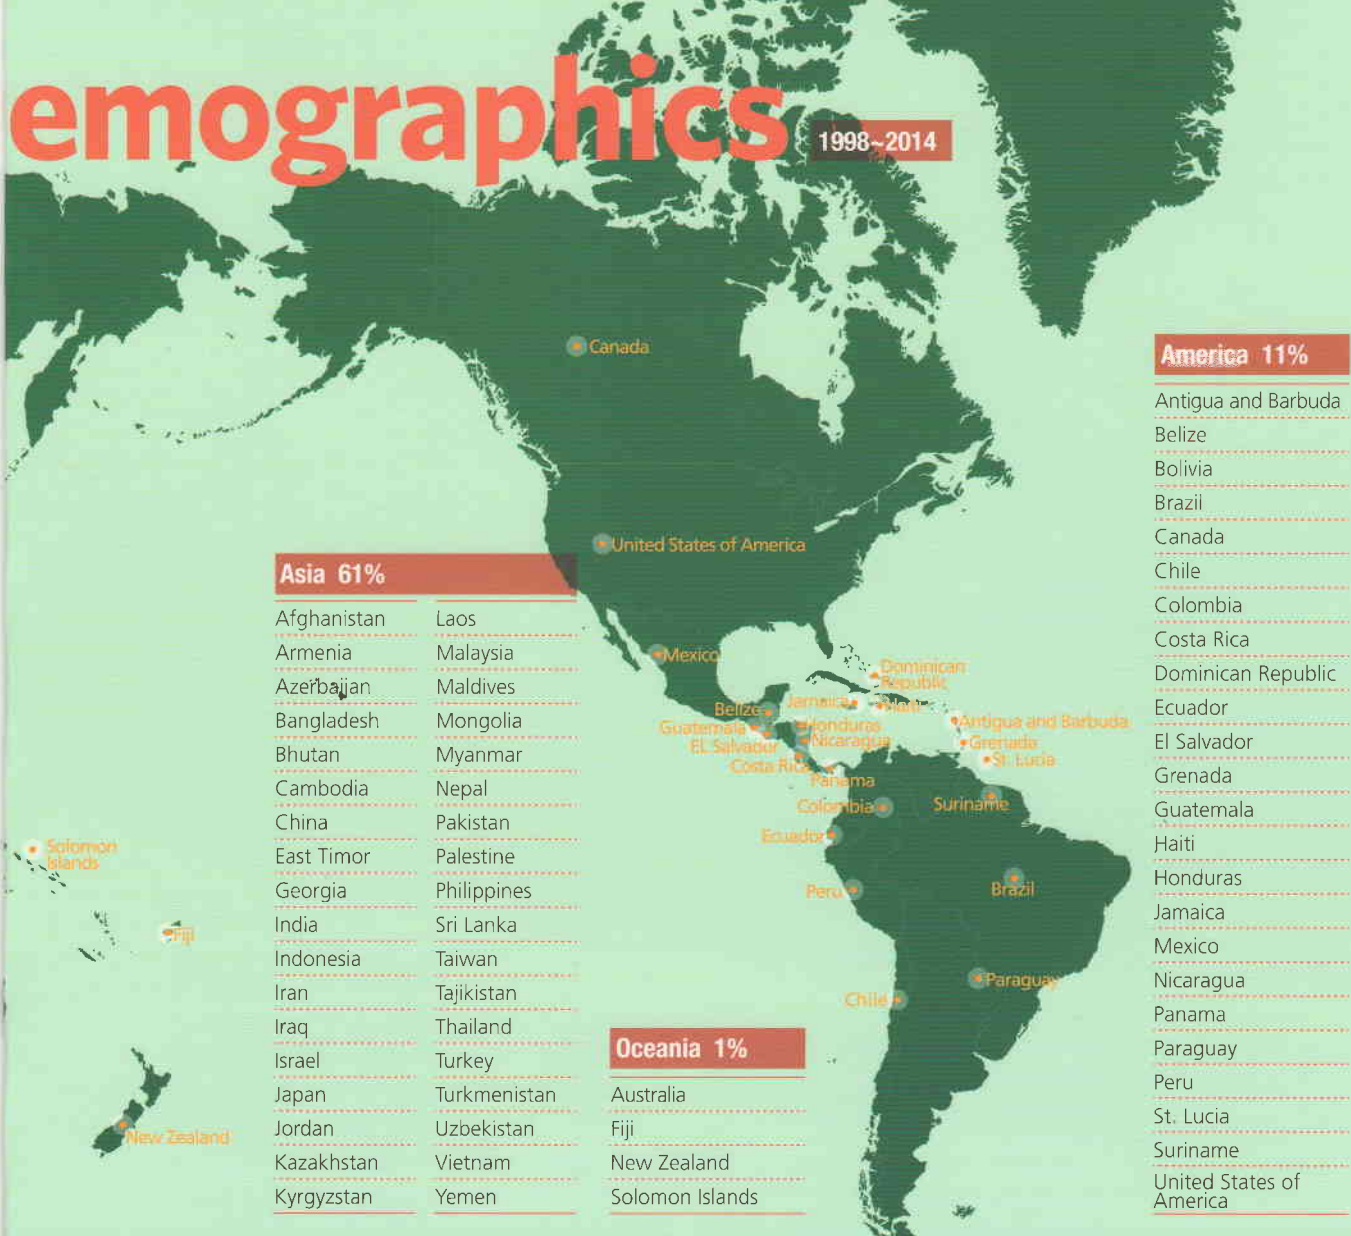 emographics
1998~2014
Canada
United States of America
Mexico
Dominican
Republic
Belize
Jamaica
Haiti
Guatemala
Honduras
Antigua and Barbuda
EL Salvador
Nicaragua
Grenada
Costa Rica
St. Lucia
Panama
Colombia
Suriname
Ecuador
Peru
Brazil
Paraguay
Chile
Solomon
Islands
Fiji
New Zealand
Asia 61%
Afghanistan
Armenia
Azerbaijan
Bangladesh
Bhutan
Cambodia
China
East Timor
Georgia
India
Indonesia
Iran
Iraq
Israel
Japan
Jordan
Kazakhstan
Kyrgyzstan
Laos
Malaysia
Maldives
Mongolia
Myanmar
Nepal
Pakistan
Palestine
Philippines
Sri Lanka
Taiwan
Tajikistan
Thailand
Turkey
Turkmenistan
Uzbekistan
Vietnam
Yemen
Oceania 1%
Australia
Fiji
New Zealand
Solomon Islands
America 11%
Antigua and Barbuda
Belize
Bolivia
Brazil
Canada
Chile
Colombia
Costa Rica
Dominican Republic
Ecuador
El Salvador
Grenada
Guatemala
Haiti
Honduras
Jamaica
Mexico
Nicaragua
Panama
Paraguay
Peru
St. Lucia
Suriname
United States of
America